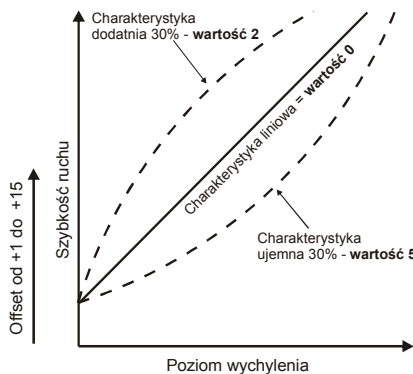 Charakterystyka
dodatnia 30% - wartość 2
Charakterystyka liniowa = wartość 0
Charakterystyka
ujemna 30% - wartość 5
Szybkość ruchu
Offset od +1 do +15
Poziom wychylenia